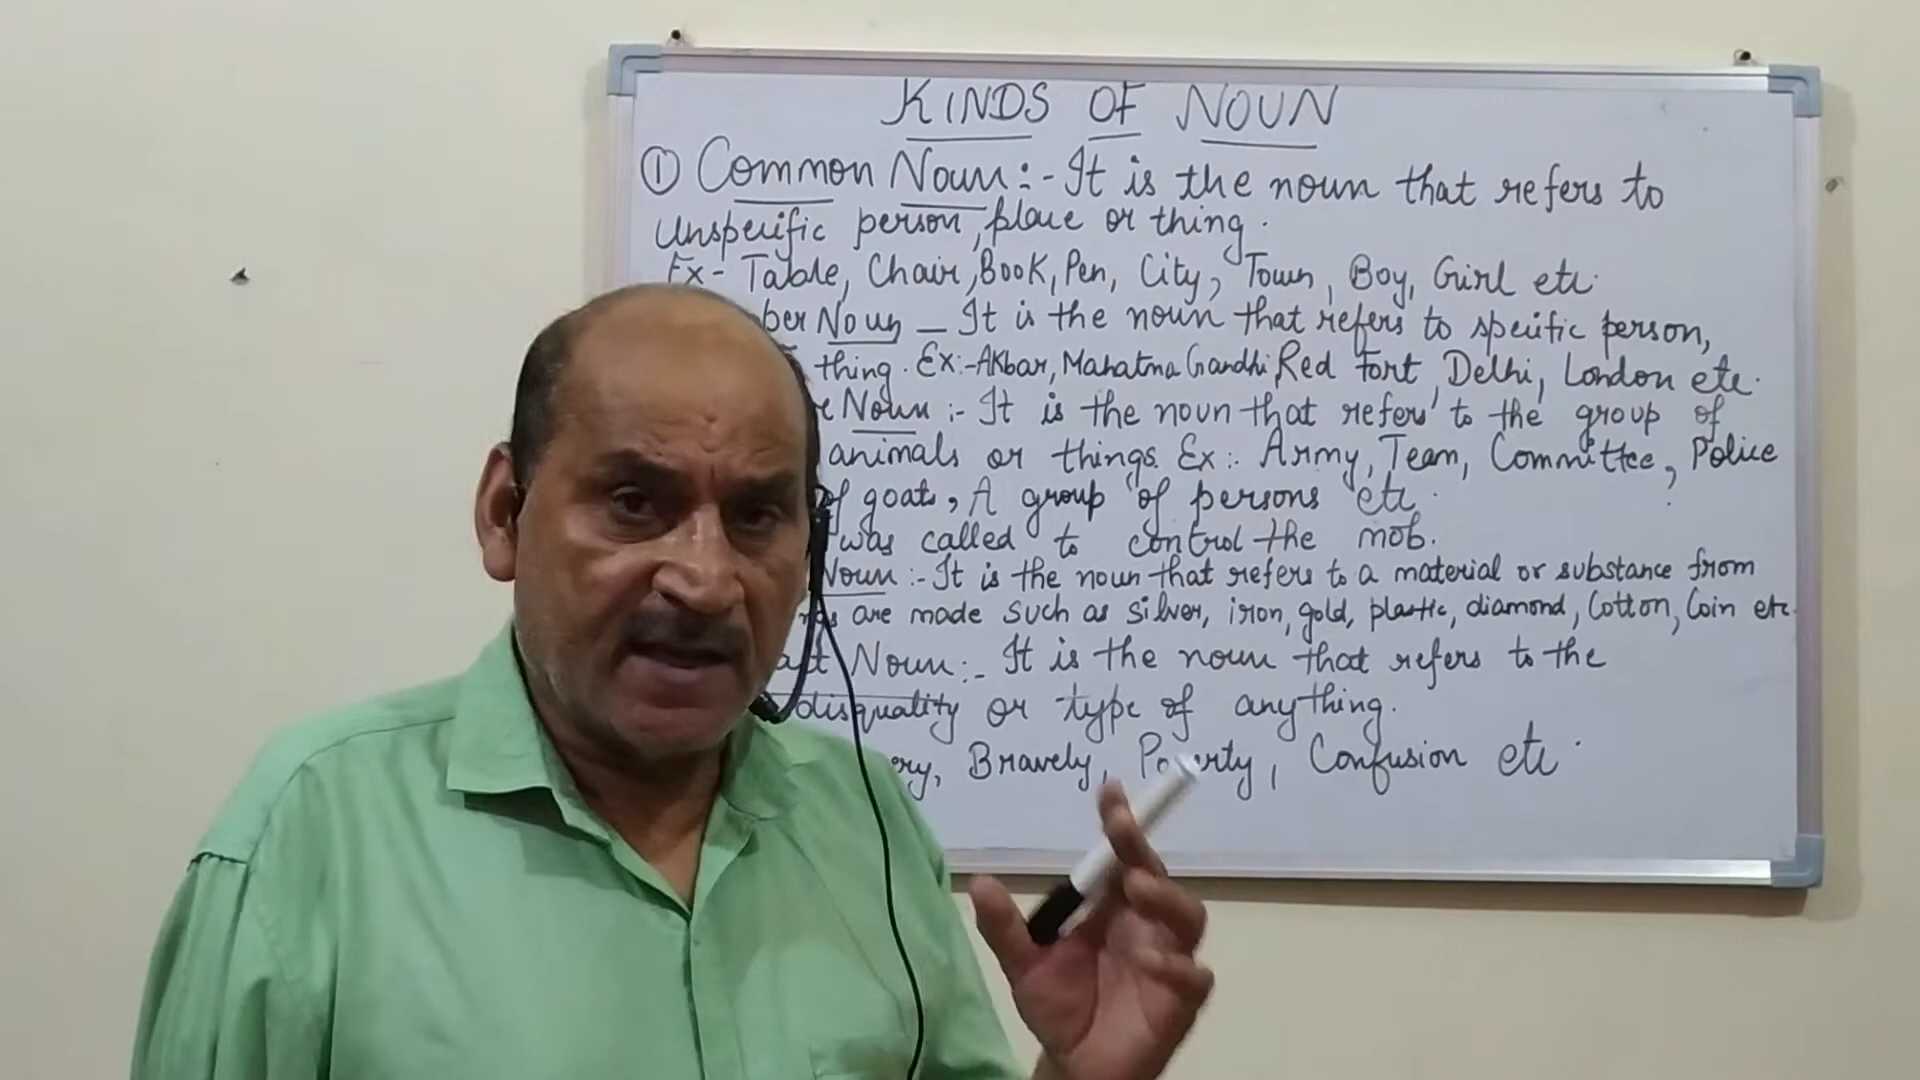 KINDS OF NOUN
① Common Noun :- It is the noun that refers to
Unspecific person, place or thing.
Ex- Table, Chair, Book, Pen, City, Town, Boy, Girl etc.
per Noun _ It is the noun that refers to specific person,
thing. Ex:- Akbar, Mahatma Gandhi, Red Fort, Delhi, London etc.
e Noun :- It is the noun that refers to the group of
animals or things. Ex:- Army, Team, Committee, Police
of goats, A group of persons etc.
was called to control the mob.
Noun :- It is the noun that refers to a material or substance from
ngs are made such as silver, iron, gold, plastic, diamond, Cotton, Coin etc.
act Noun :- It is the noun that refers to the
disquality or type of anything.
ery, Bravely, Poverty, Confusion etc.